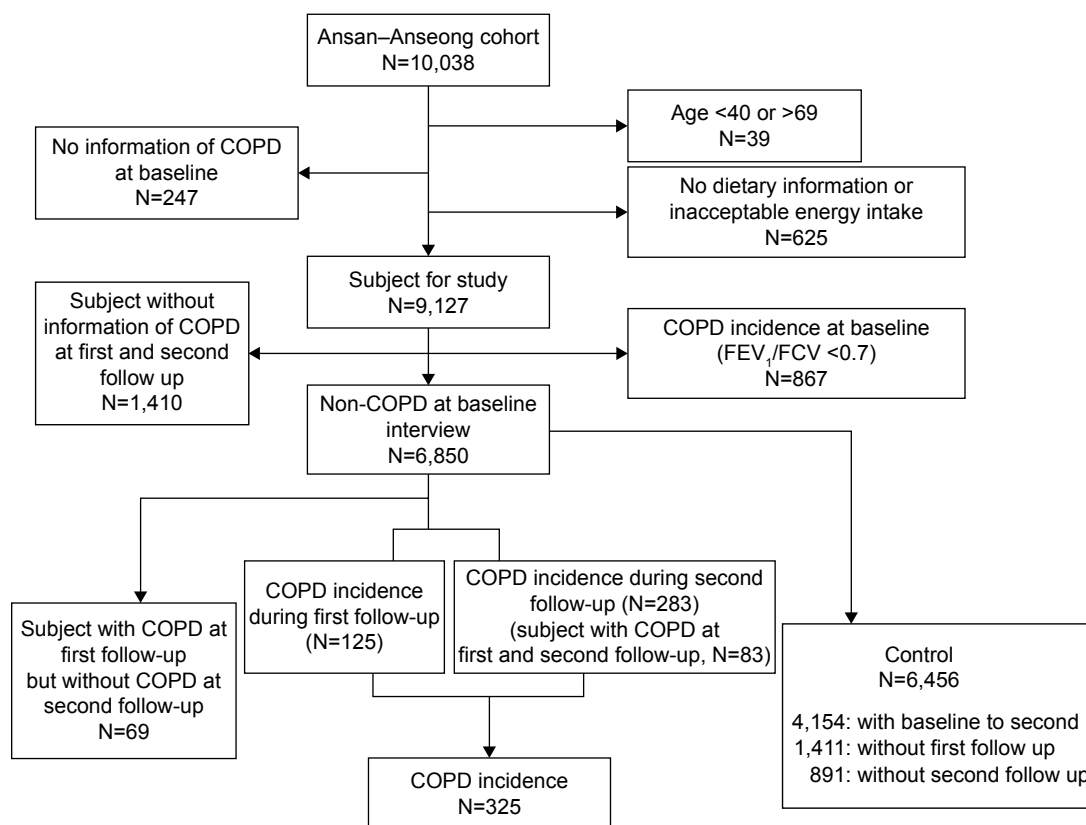 Ansan–Anseong cohort
N=10,038
Age <40 or >69
N=39
No information of COPD
at baseline
N=247
No dietary information or
inacceptable energy intake
N=625
Subject for study
N=9,127
Subject without
information of COPD
at first and second
follow up
N=1,410
COPD incidence at baseline
(FEV₁/FCV <0.7)
N=867
Non-COPD at baseline
interview
N=6,850
Subject with COPD at
first follow-up
but without COPD at
second follow-up
N=69
COPD incidence
during first follow-up
(N=125)
COPD incidence during second
follow-up (N=283)
(subject with COPD at
first and second follow-up, N=83)
Control
N=6,456
4,154: with baseline to second
1,411: without first follow up
891: without second follow up
COPD incidence
N=325